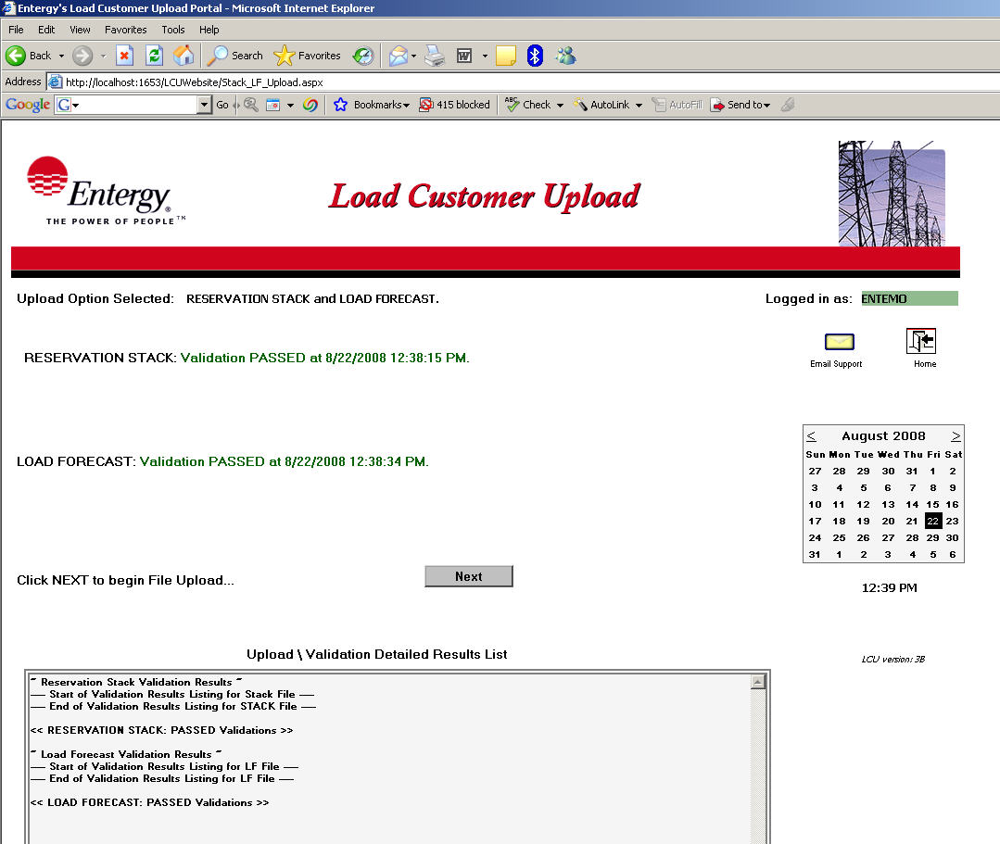 Entergy's Load Customer Upload Portal - Microsoft Internet Explorer
File Edit View Favorites Tools Help
Back Search Favorites
Address http://localhost:1653/LCUWebsite/Stack_LF_Upload.aspx
Google G Go Bookmarks 415 blocked ABC Check AutoLink AutoFill Send to
Entergy®
THE POWER OF PEOPLE™
Load Customer Upload
Upload Option Selected: RESERVATION STACK and LOAD FORECAST.
Logged in as: ENTEMO
RESERVATION STACK: Validation PASSED at 8/22/2008 12:38:15 PM.
Email Support Home
LOAD FORECAST: Validation PASSED at 8/22/2008 12:38:34 PM.
< August 2008 >
Sun Mon Tue Wed Thu Fri Sat
27 28 29 30 31 1 2
3 4 5 6 7 8 9
10 11 12 13 14 15 16
17 18 19 20 21 22 23
24 25 26 27 28 29 30
31 1 2 3 4 5 6
Click NEXT to begin File Upload...
Next
12:39 PM
Upload \ Validation Detailed Results List
LCU version: 3B
~ Reservation Stack Validation Results ~
---- Start of Validation Results Listing for Stack File ----
---- End of Validation Results Listing for STACK File ----
<< RESERVATION STACK: PASSED Validations >>
~ Load Forecast Validation Results ~
---- Start of Validation Results Listing for LF File ----
---- End of Validation Results Listing for LF File ----
<< LOAD FORECAST: PASSED Validations >>